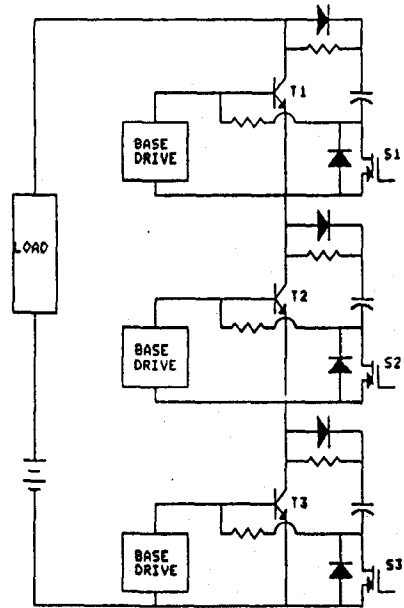 T1
BASE
DRIVE
S1
LOAD
T2
BASE
DRIVE
S2
T3
BASE
DRIVE
S3